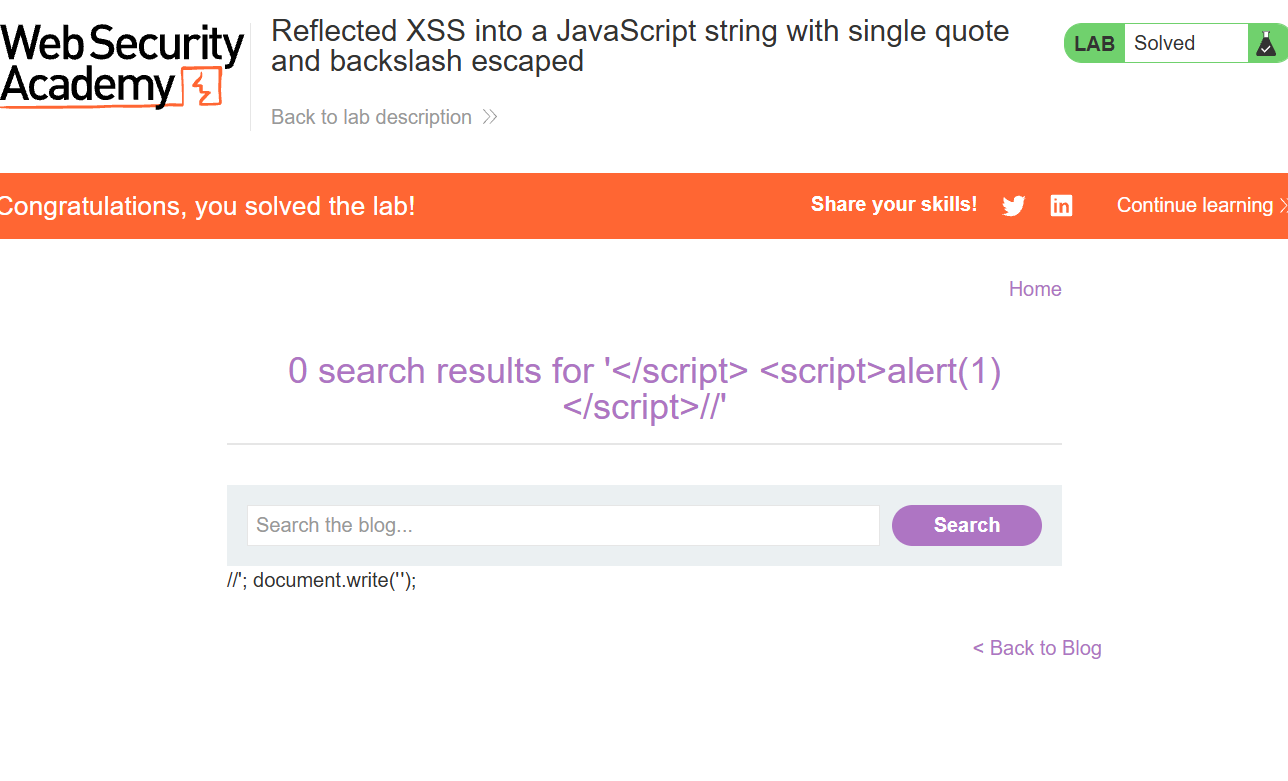 Web Security
Academy
Reflected XSS into a JavaScript string with single quote
and backslash escaped
Back to lab description
LAB Solved
Congratulations, you solved the lab!
Share your skills!
Continue learning
Home
0 search results for '</script> <script>alert(1)
</script>//'
Search the blog...
Search
//'; document.write('');
< Back to Blog